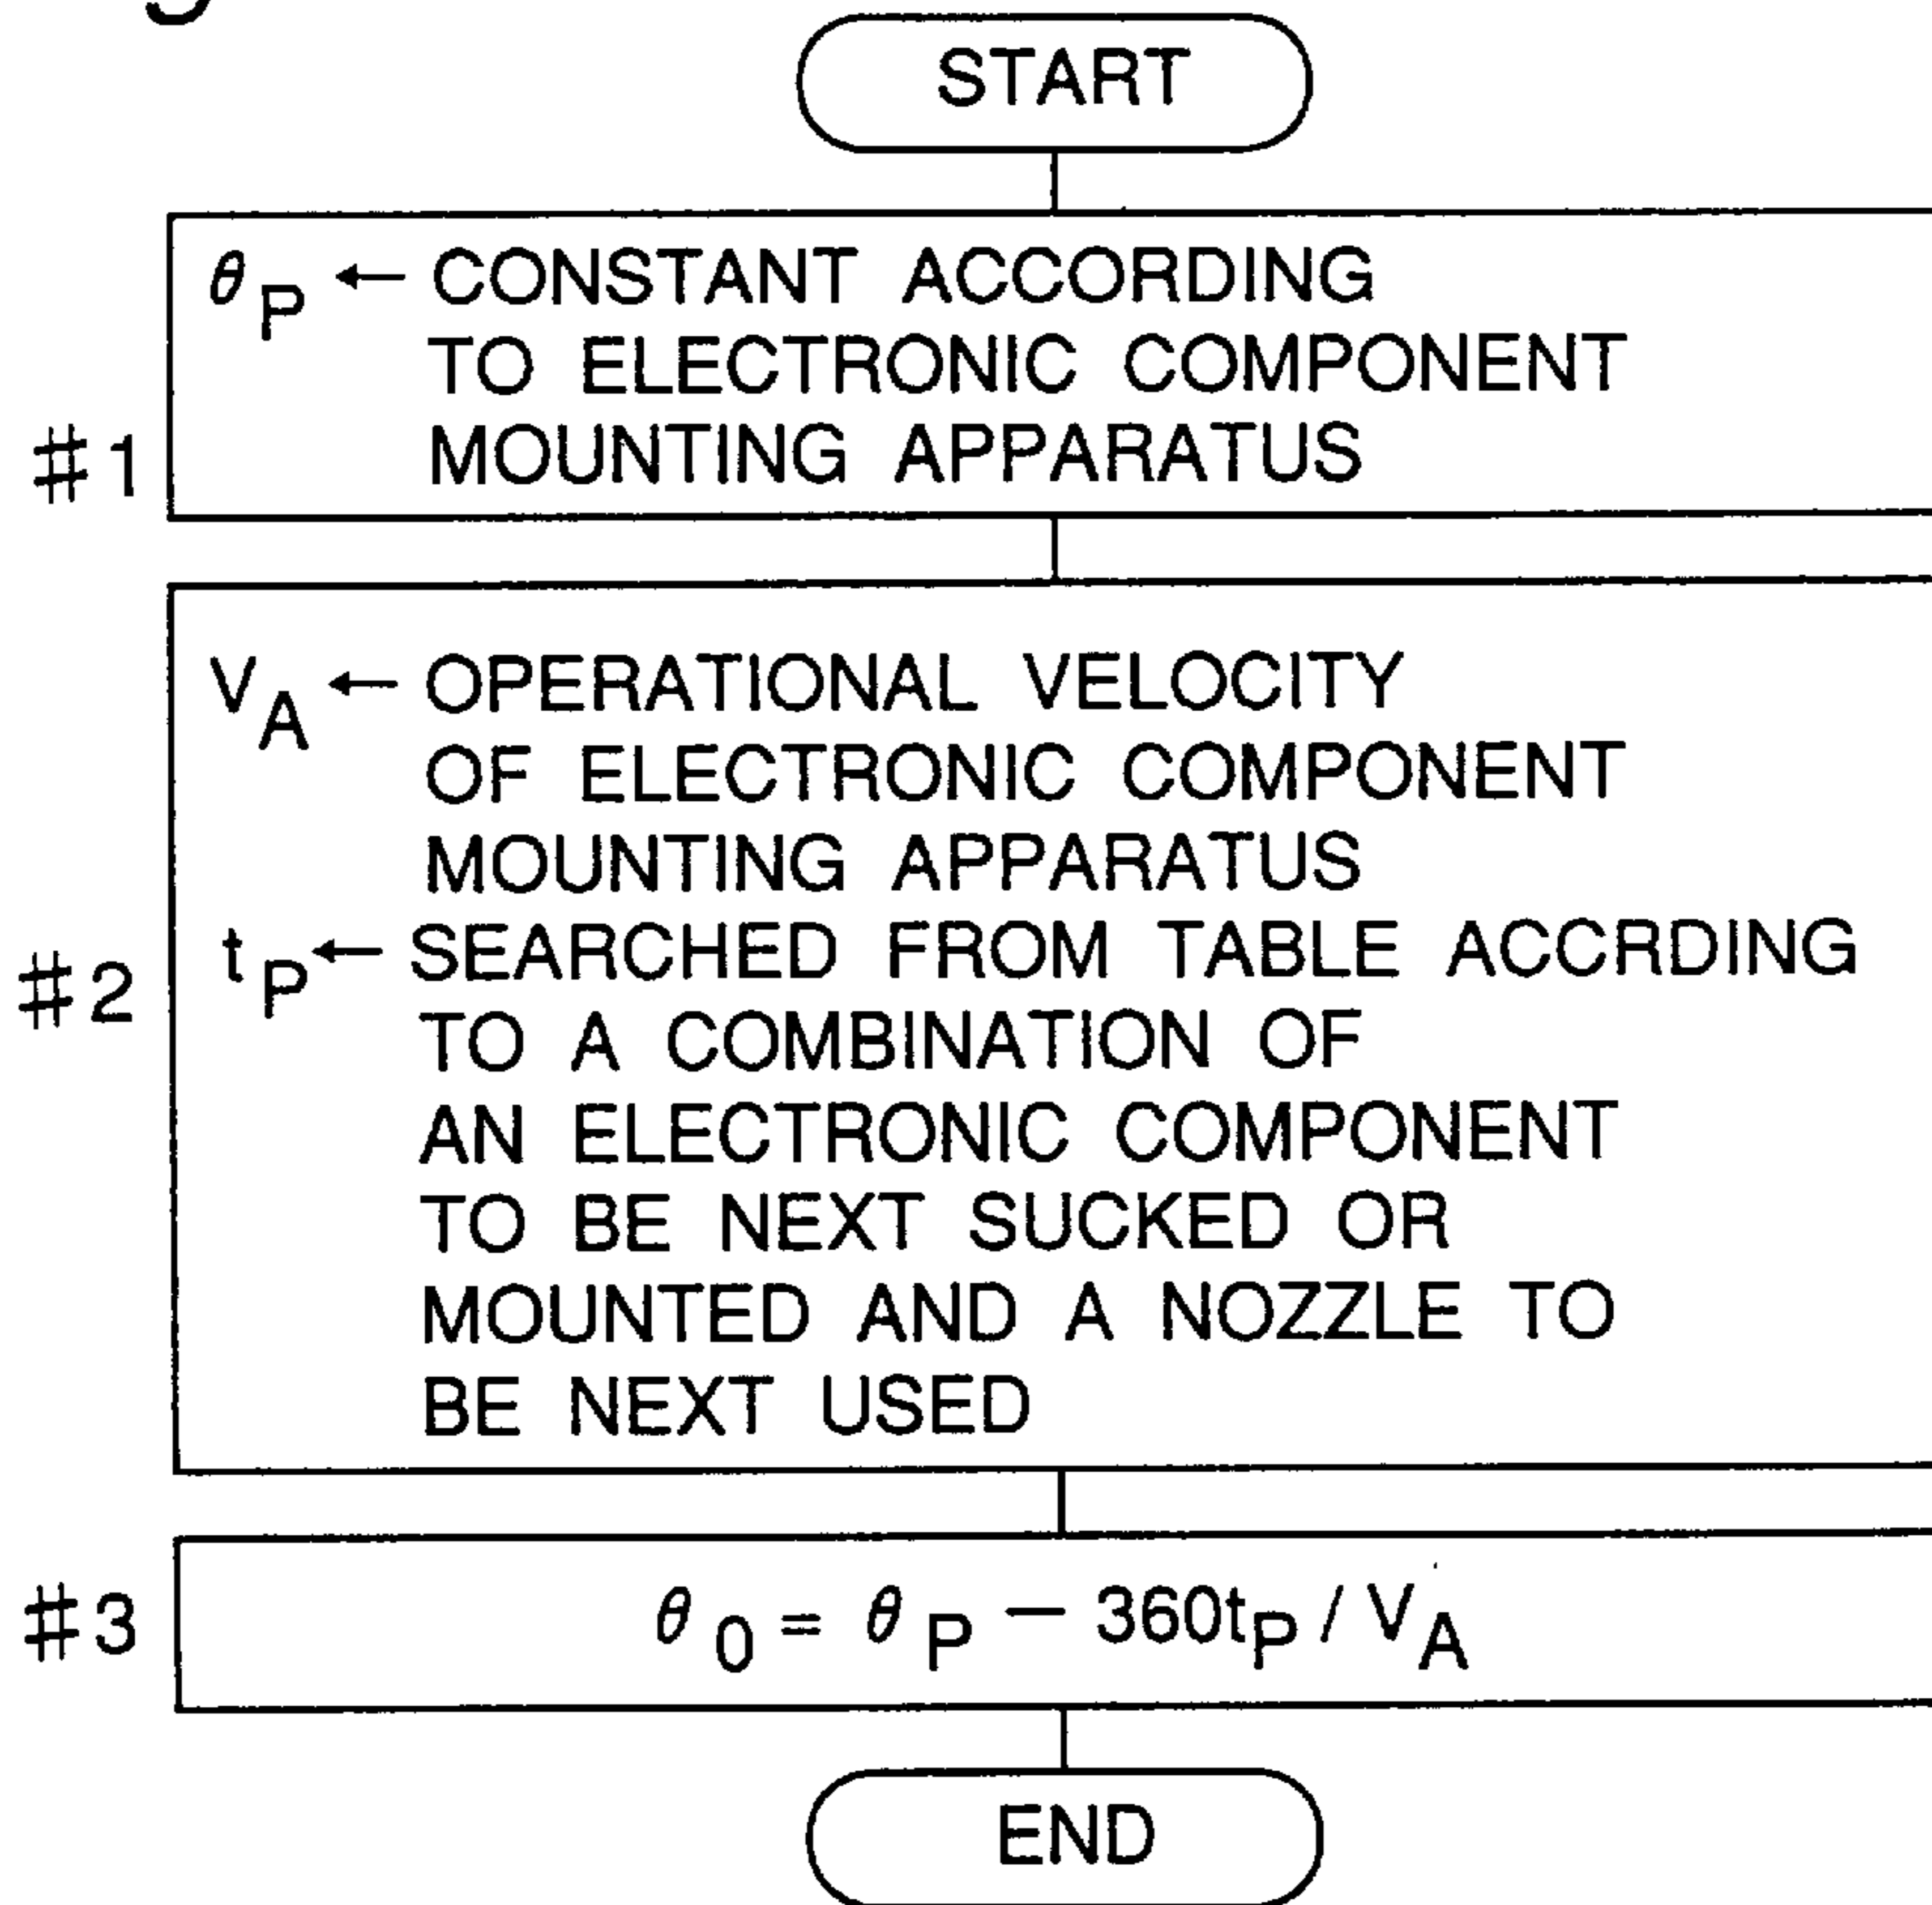 START
θP ← CONSTANT ACCORDING
TO ELECTRONIC COMPONENT
MOUNTING APPARATUS
#1
VA ← OPERATIONAL VELOCITY
OF ELECTRONIC COMPONENT
MOUNTING APPARATUS
tP ← SEARCHED FROM TABLE ACCRDING
#2
TO A COMBINATION OF
AN ELECTRONIC COMPONENT
TO BE NEXT SUCKED OR
MOUNTED AND A NOZZLE TO
BE NEXT USED
#3
θ0 = θP − 360tP / VA
END